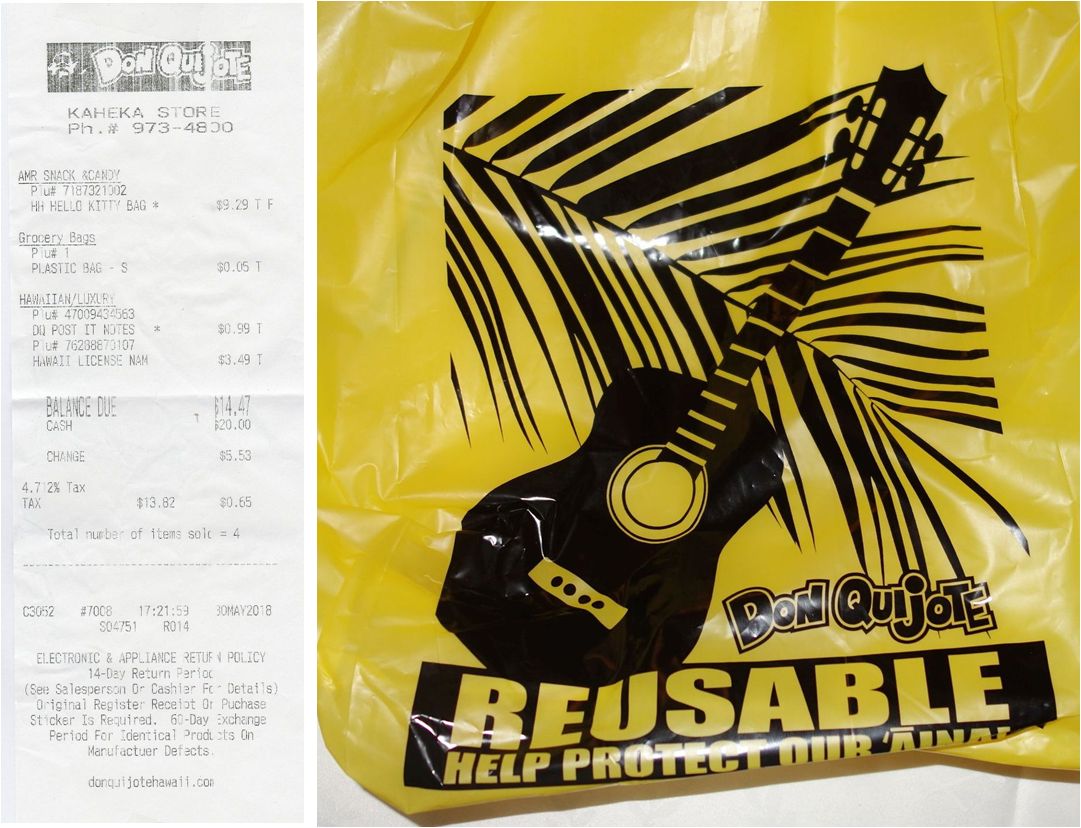 DON QUIJOTE
KAHEKA STORE
Ph.# 973-4800
AMR SNACK &CANDY
Plu# 7187321002
HH HELLO KITTY BAG * $9.29 T F
Grocery Bags
Plu# 1
PLASTIC BAG - S $0.05 T
HAWAIIAN/LUXURY
Plu# 47009434563
DQ POST IT NOTES * $0.99 T
Plu# 76288870107
HAWAII LICENSE NAM $3.49 T
BALANCE DUE $14.47
CASH $20.00
CHANGE $5.53
4.712% Tax
TAX $13.82 $0.65
Total number of items sold = 4
C3052 #7008 17:21:59 30MAY2018
S04751 R014
ELECTRONIC & APPLIANCE RETURN POLICY
14-Day Return Period
(See Salesperson Or Cashier For Details)
Original Register Receipt Or Puchase
Sticker Is Required. 60-Day Exchange
Period For Identical Products On
Manufactuer Defects.
donquijotehawaii.com
DON QUIJOTE
REUSABLE
HELP PROTECT OUR ʻĀINA!